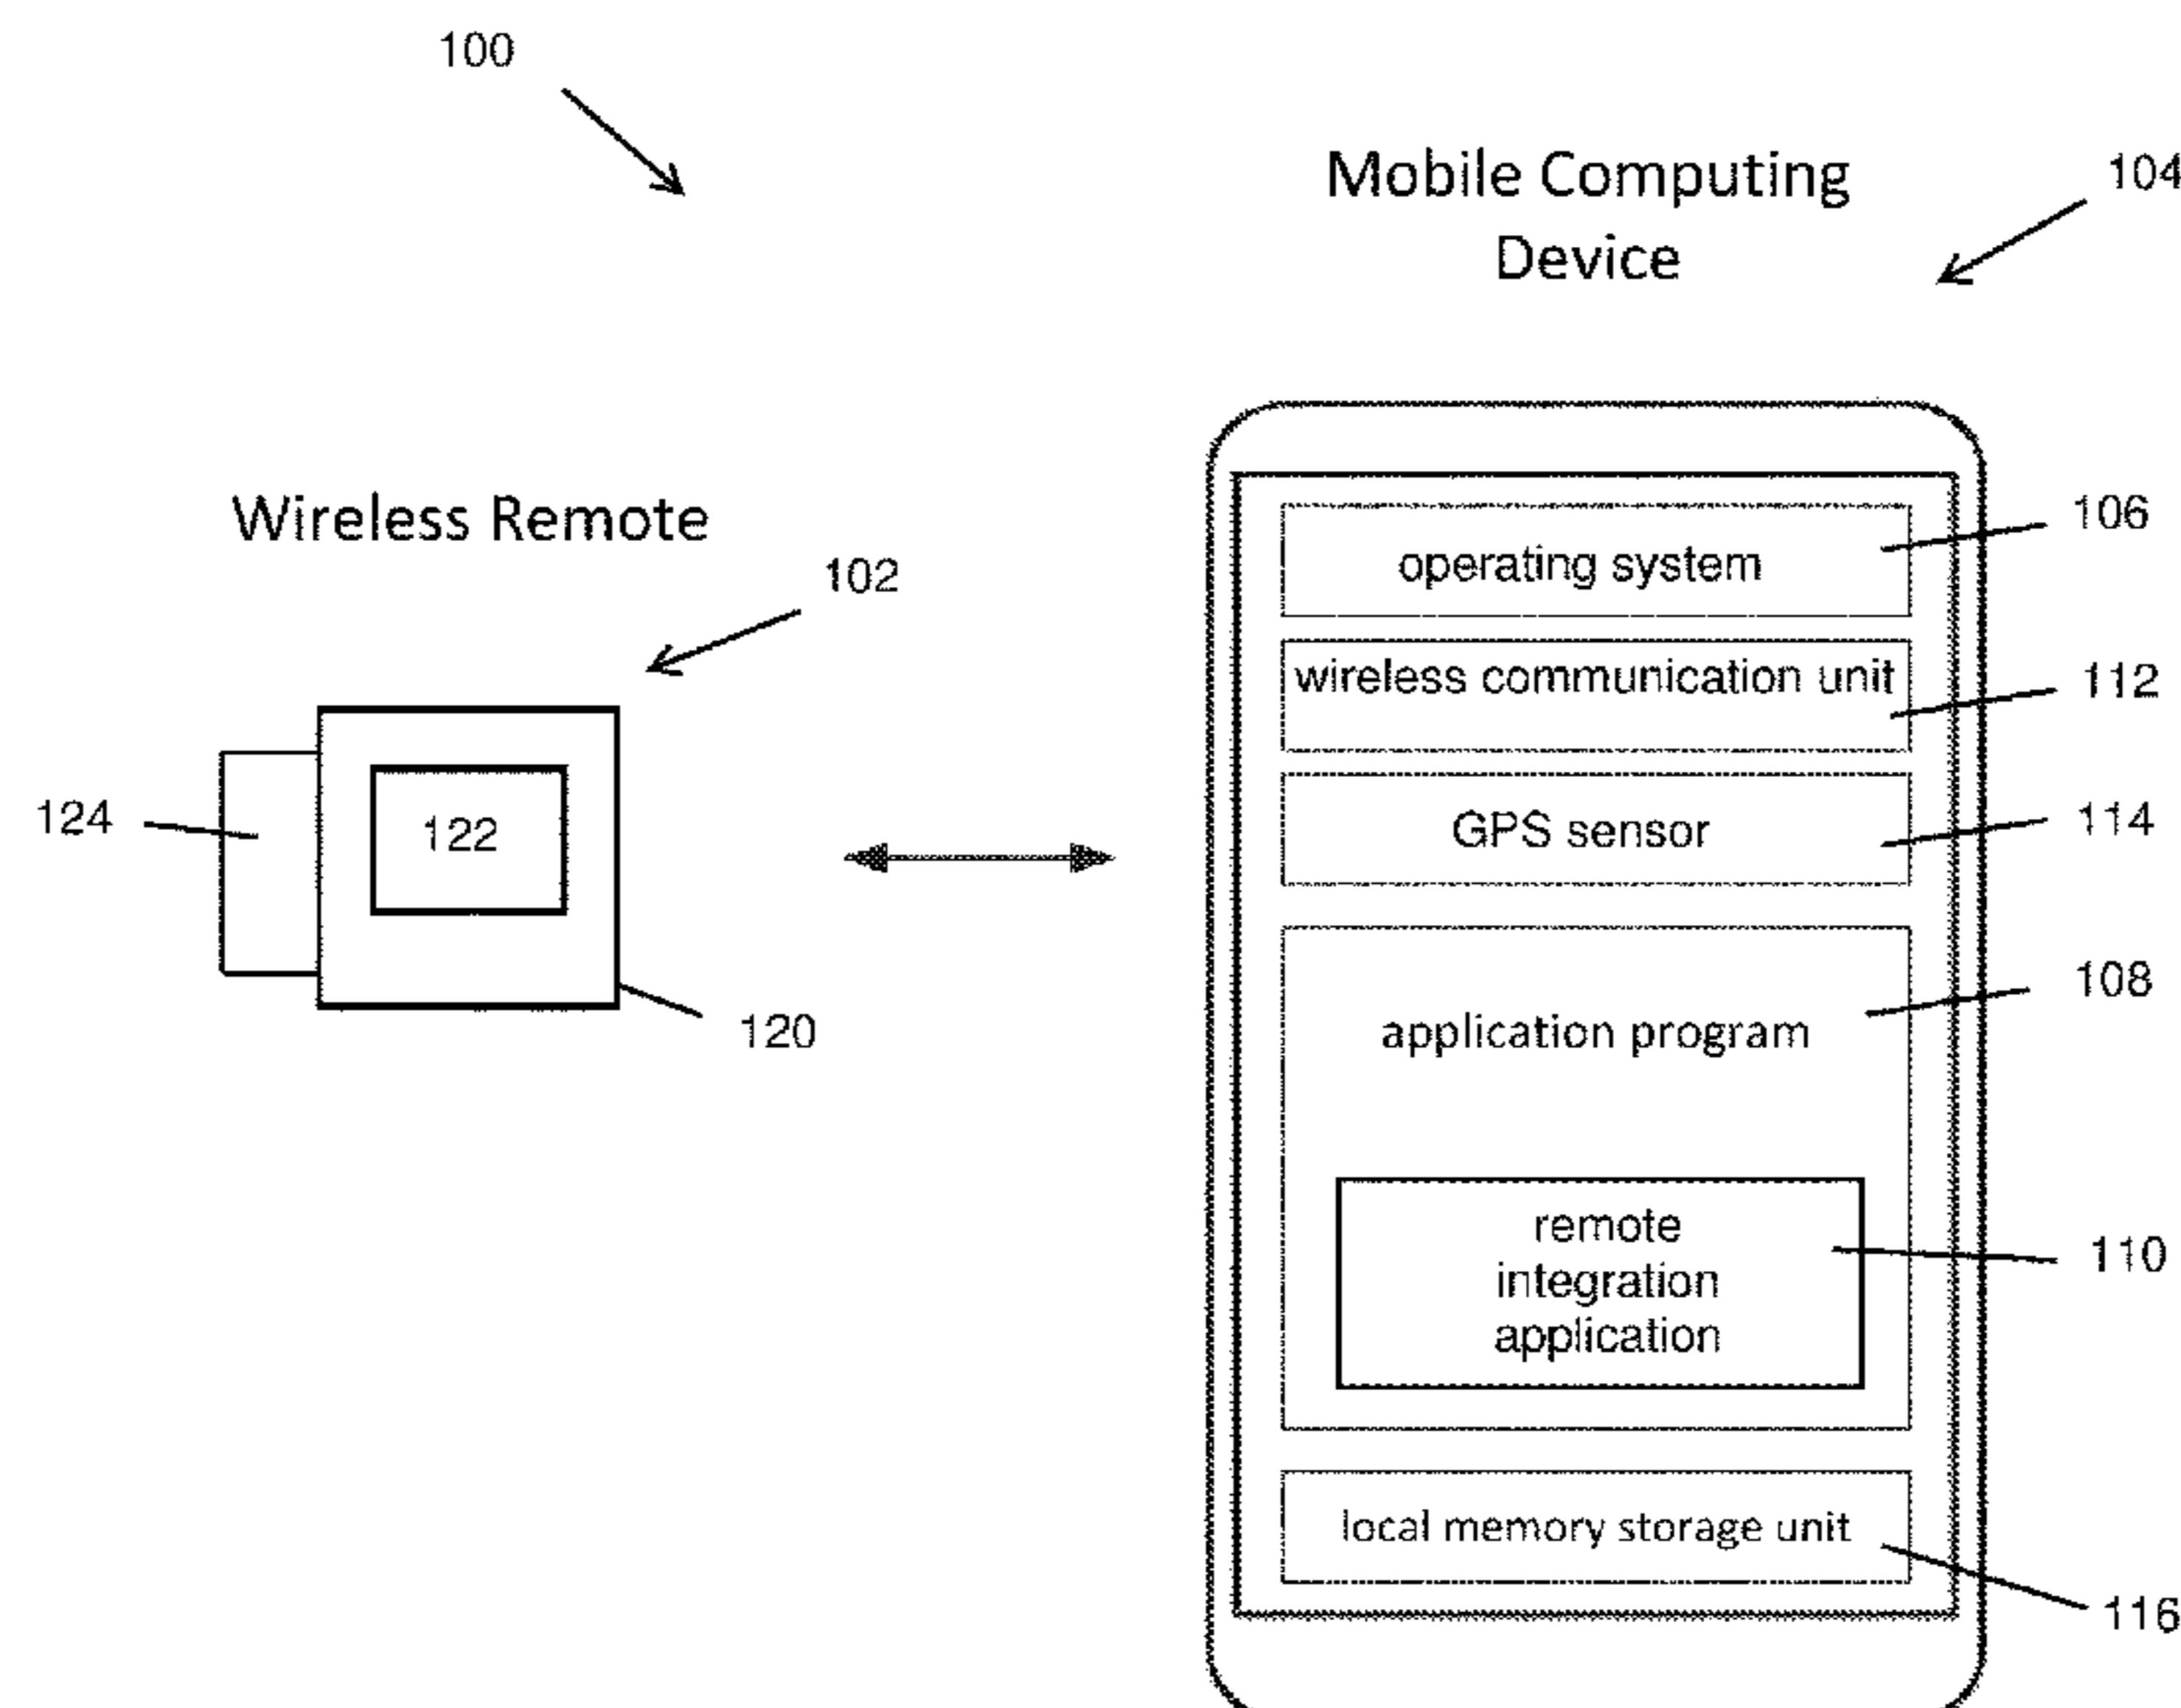 100
Mobile Computing
Device
104
Wireless Remote
102
operating system
106
wireless communication unit
112
124
122
GPS sensor
114
120
application program
108
remote
integration
application
110
local memory storage unit
116